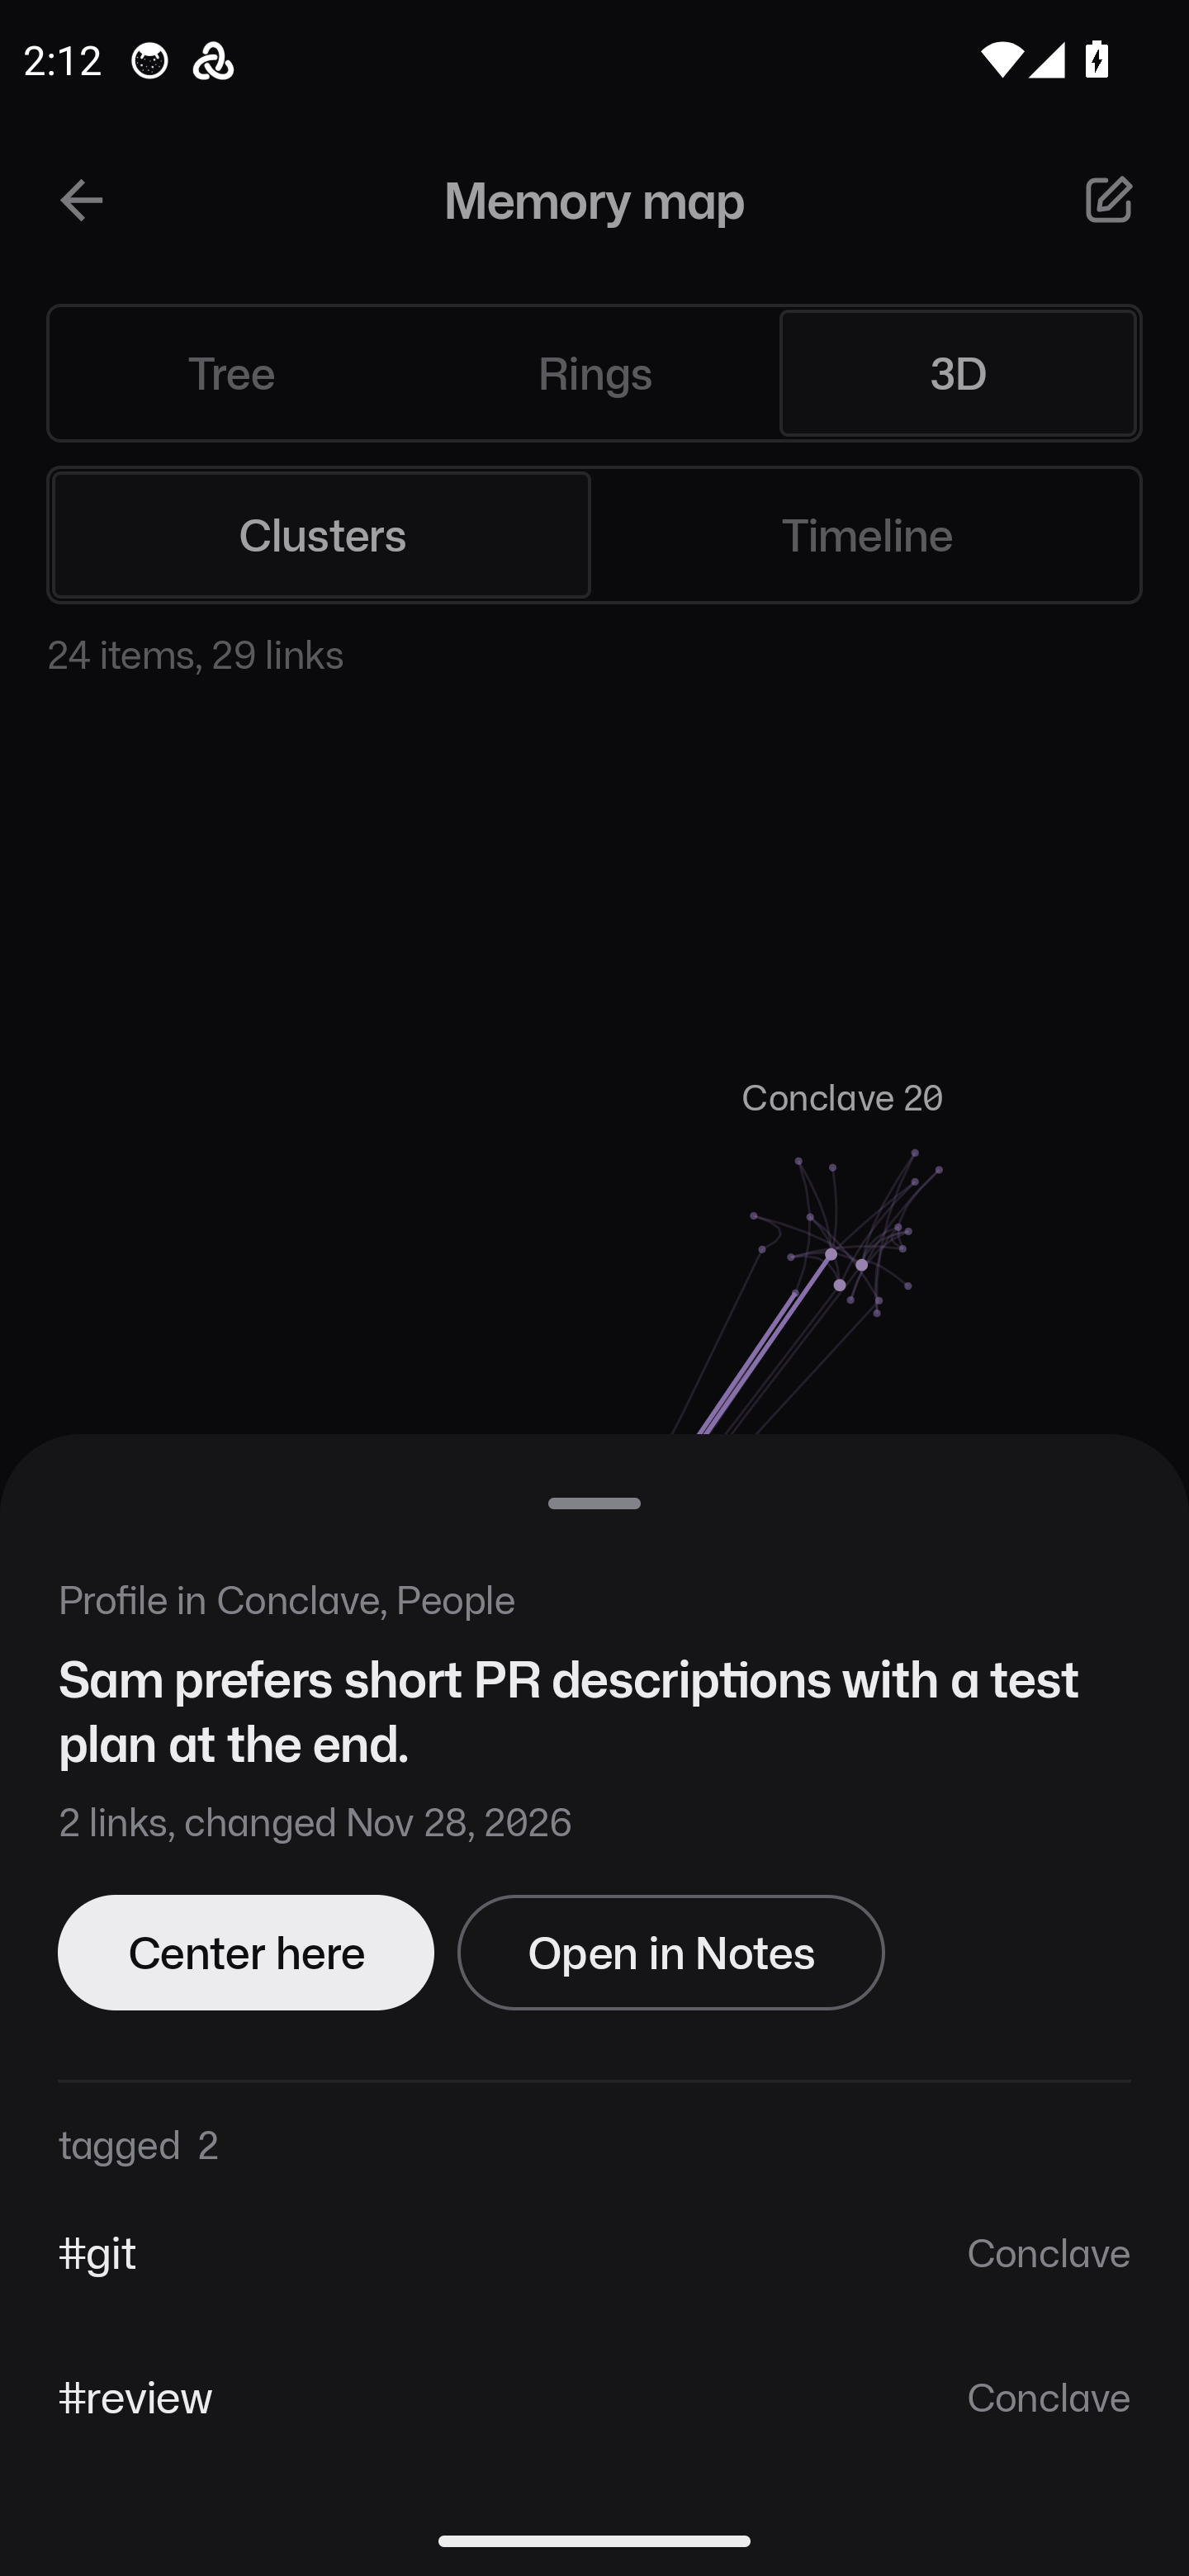 2:12
Memory map
Tree
Rings
3D
Clusters
Timeline
24 items, 29 links
Conclave 20
Profile in Conclave, People
Sam prefers short PR descriptions with a test
plan at the end.
2 links, changed Nov 28, 2026
Center here
Open in Notes
tagged 2
#git
Conclave
#review
Conclave